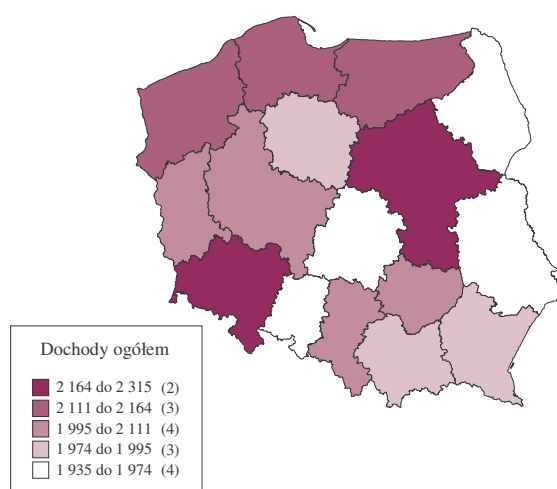 Dochody ogółem
2 164 do 2 315 (2)
2 111 do 2 164 (3)
1 995 do 2 111 (4)
1 974 do 1 995 (3)
1 935 do 1 974 (4)